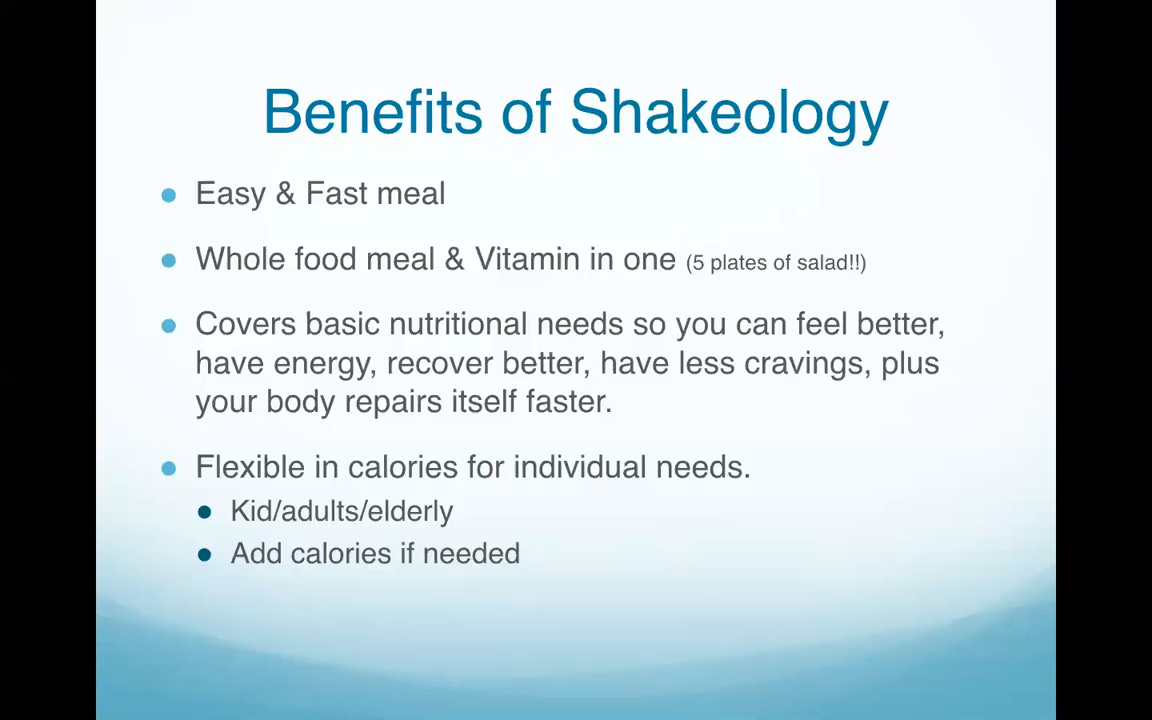 Benefits of Shakeology
Easy & Fast meal
Whole food meal & Vitamin in one (5 plates of salad!!)
Covers basic nutritional needs so you can feel better,
have energy, recover better, have less cravings, plus
your body repairs itself faster.
Flexible in calories for individual needs.
Kid/adults/elderly
Add calories if needed